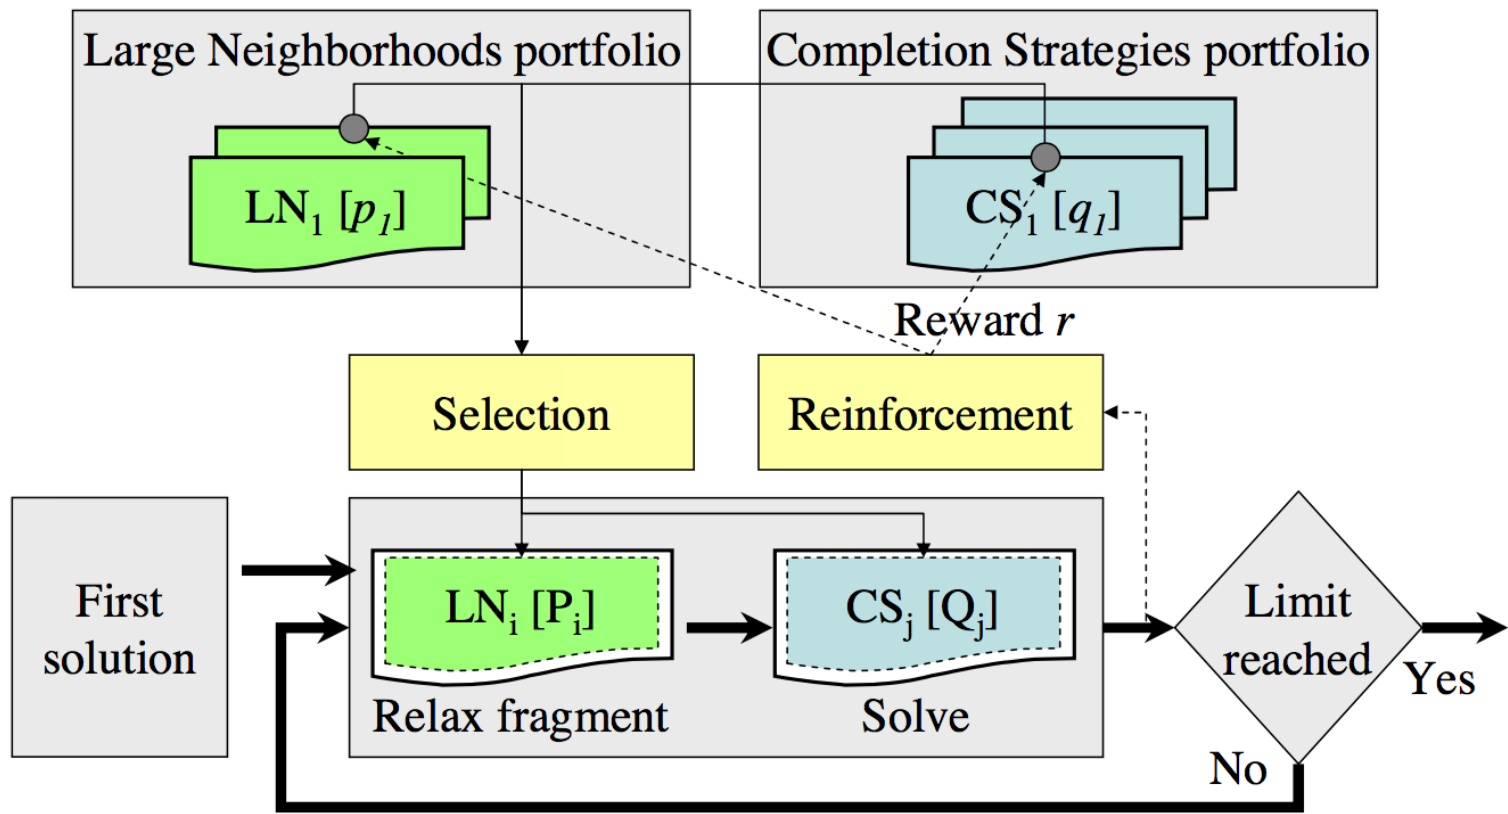 Large Neighborhoods portfolio
Completion Strategies portfolio
LN1 [p1]
CS1 [q1]
Reward r
Selection
Reinforcement
First
solution
LNi [Pi]
CSj [Qj]
Relax fragment
Solve
Limit
reached
Yes
No